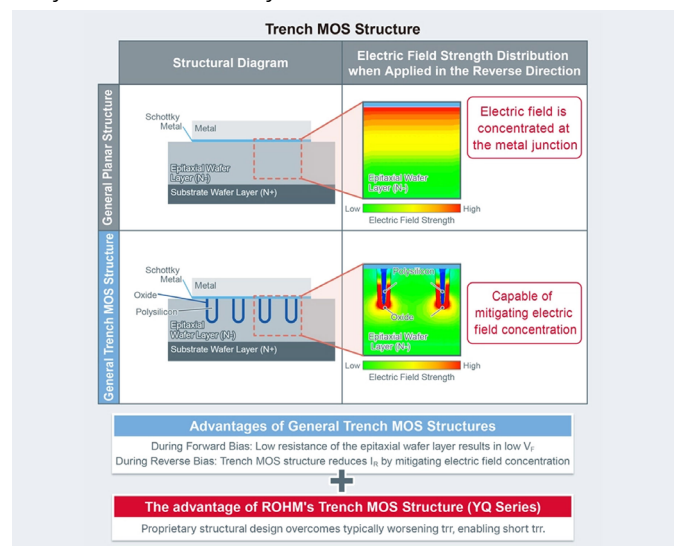 Trench MOS Structure
Structural Diagram
Electric Field Strength Distribution
when Applied in the Reverse Direction
General Planar Structure
Schottky
Metal
Metal
Epitaxial Wafer
Layer (N-)
Substrate Wafer Layer (N+)
Epitaxial Wafer
Layer (N-)
Low
High
Electric Field Strength
Electric field is
concentrated at
the metal junction
General Trench MOS Structure
Schottky
Metal
Metal
Oxide
Polysilicon
Epitaxial
Wafer Layer (N-)
Substrate Wafer Layer (N+)
Polysilicon
Oxide
Epitaxial Wafer
Layer (N-)
Low
High
Electric Field Strength
Capable of
mitigating electric
field concentration
Advantages of General Trench MOS Structures
During Forward Bias: Low resistance of the epitaxial wafer layer results in low VF
During Reverse Bias: Trench MOS structure reduces IR by mitigating electric field concentration
+
The advantage of ROHM's Trench MOS Structure (YQ Series)
Proprietary structural design overcomes typically worsening trr, enabling short trr.